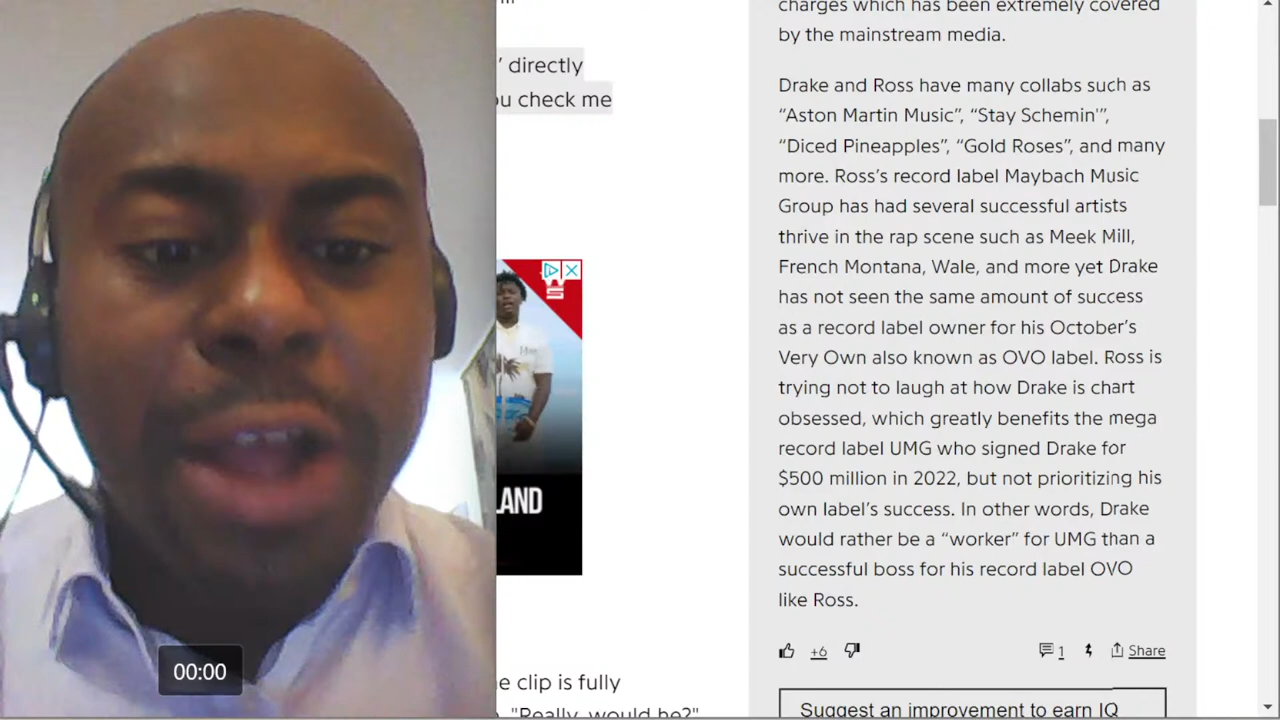 ' directly
ou check me
LAND
e clip is fully
"Really, would he?"
00:00
charges which has been extremely covered
by the mainstream media.
Drake and Ross have many collabs such as
“Aston Martin Music”, “Stay Schemin'”,
“Diced Pineapples”, “Gold Roses”, and many
more. Ross’s record label Maybach Music
Group has had several successful artists
thrive in the rap scene such as Meek Mill,
French Montana, Wale, and more yet Drake
has not seen the same amount of success
as a record label owner for his October’s
Very Own also known as OVO label. Ross is
trying not to laugh at how Drake is chart
obsessed, which greatly benefits the mega
record label UMG who signed Drake for
$500 million in 2022, but not prioritizing his
own label’s success. In other words, Drake
would rather be a “worker” for UMG than a
successful boss for his record label OVO
like Ross.
+6
1
Share
Suggest an improvement to earn IQ